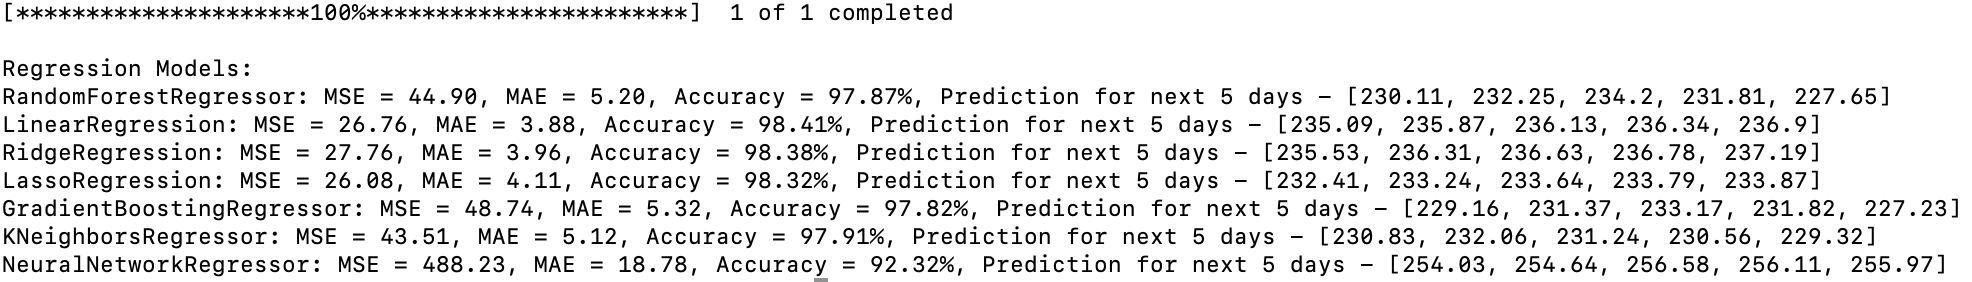 [**********************100%***********************]  1 of 1 completed
Regression Models:
RandomForestRegressor: MSE = 44.90, MAE = 5.20, Accuracy = 97.87%, Prediction for next 5 days - [230.11, 232.25, 234.2, 231.81, 227.65]
LinearRegression: MSE = 26.76, MAE = 3.88, Accuracy = 98.41%, Prediction for next 5 days - [235.09, 235.87, 236.13, 236.34, 236.9]
RidgeRegression: MSE = 27.76, MAE = 3.96, Accuracy = 98.38%, Prediction for next 5 days - [235.53, 236.31, 236.63, 236.78, 237.19]
LassoRegression: MSE = 26.08, MAE = 4.11, Accuracy = 98.32%, Prediction for next 5 days - [232.41, 233.24, 233.64, 233.79, 233.87]
GradientBoostingRegressor: MSE = 48.74, MAE = 5.32, Accuracy = 97.82%, Prediction for next 5 days - [229.16, 231.37, 233.17, 231.82, 227.23]
KNeighborsRegressor: MSE = 43.51, MAE = 5.12, Accuracy = 97.91%, Prediction for next 5 days - [230.83, 232.06, 231.24, 230.56, 229.32]
NeuralNetworkRegressor: MSE = 488.23, MAE = 18.78, Accuracy = 92.32%, Prediction for next 5 days - [254.03, 254.64, 256.58, 256.11, 255.97]